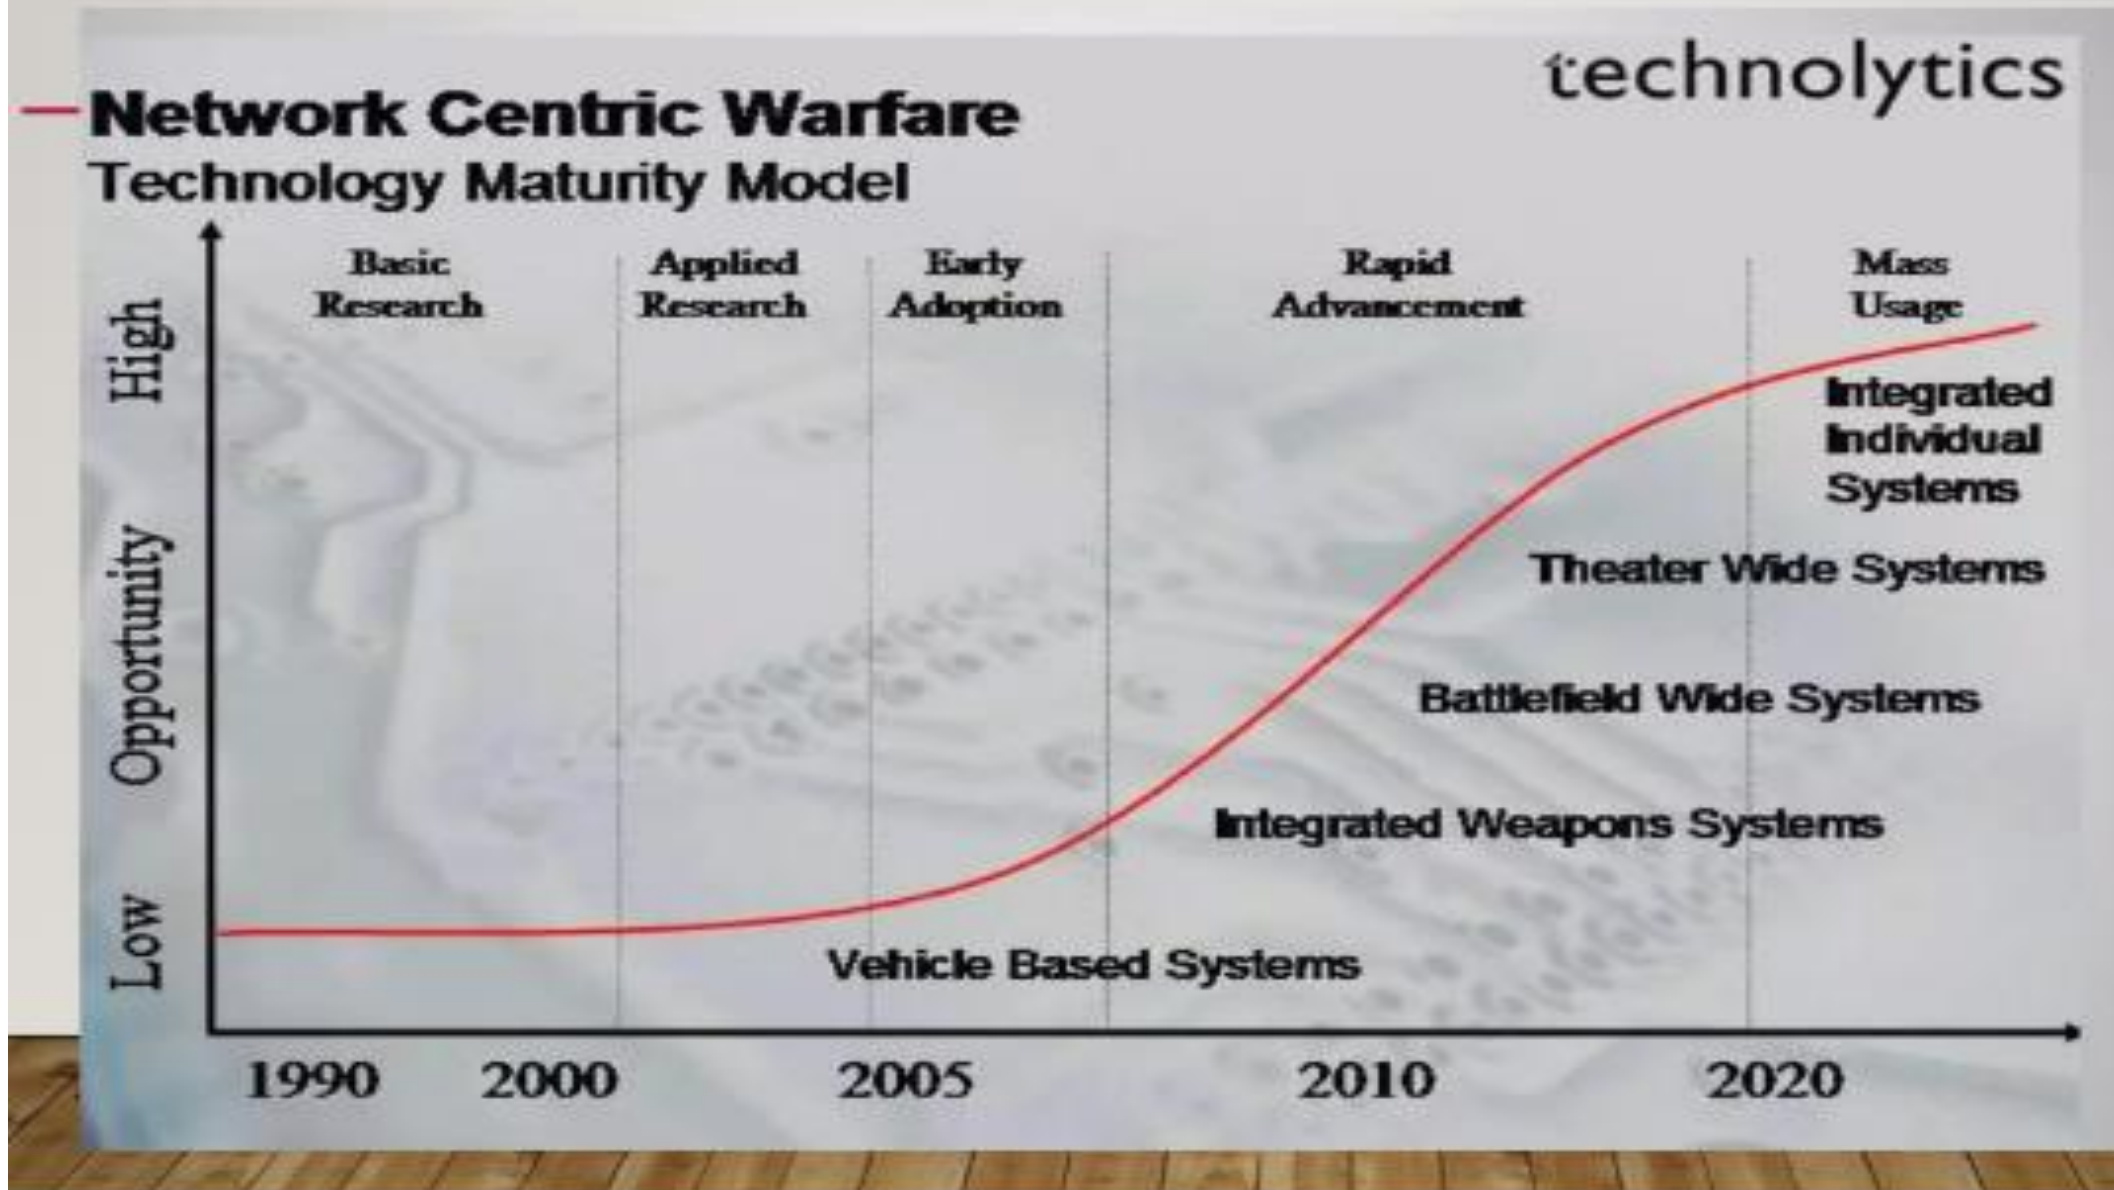 technolytics
Network Centric Warfare
Technology Maturity Model
Basic
Research
Applied
Research
Early
Adoption
Rapid
Advancement
Mass
Usage
High
Opportunity
Low
Integrated
Individual
Systems
Theater Wide Systems
Battlefield Wide Systems
Integrated Weapons Systems
Vehicle Based Systems
1990 2000 2005 2010 2020